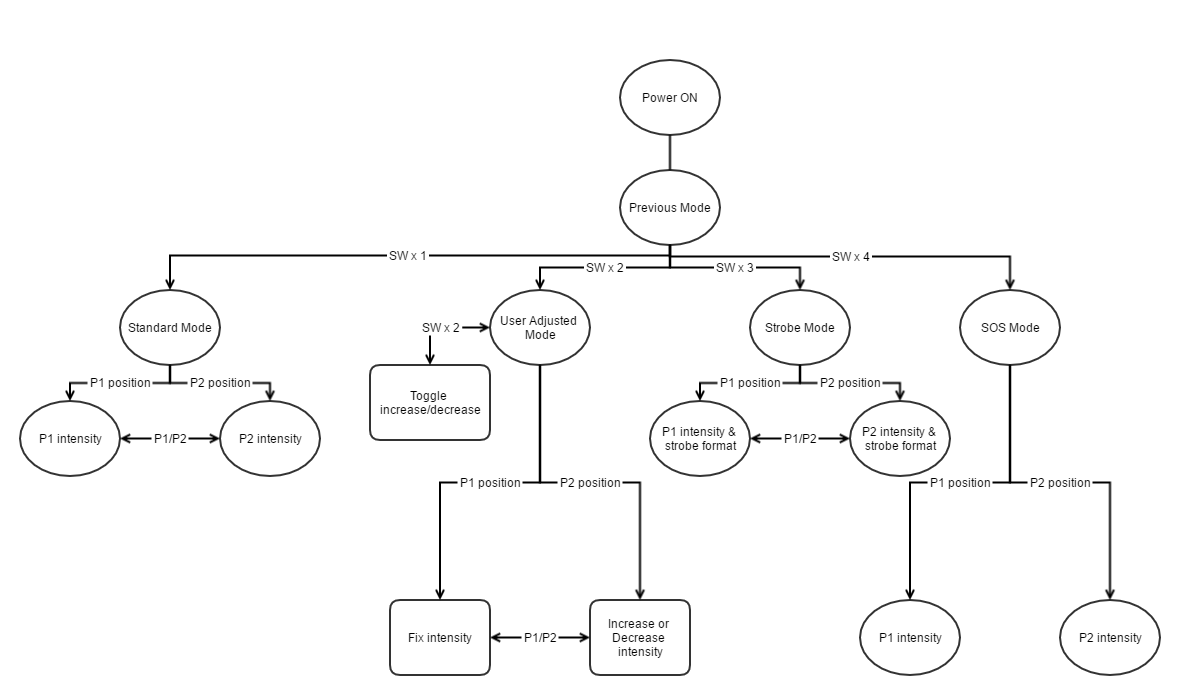 Power ON
Previous Mode
SW x 1
SW x 4
SW x 2
SW x 3
Standard Mode
SW x 2
User Adjusted
Mode
Strobe Mode
SOS Mode
P1 position
P2 position
Toggle
increase/decrease
P1 position
P2 position
P1 intensity
P1/P2
P2 intensity
P1 intensity &
strobe format
P1/P2
P2 intensity &
strobe format
P1 position
P2 position
P1 position
P2 position
Fix intensity
P1/P2
Increase or
Decrease
intensity
P1 intensity
P2 intensity